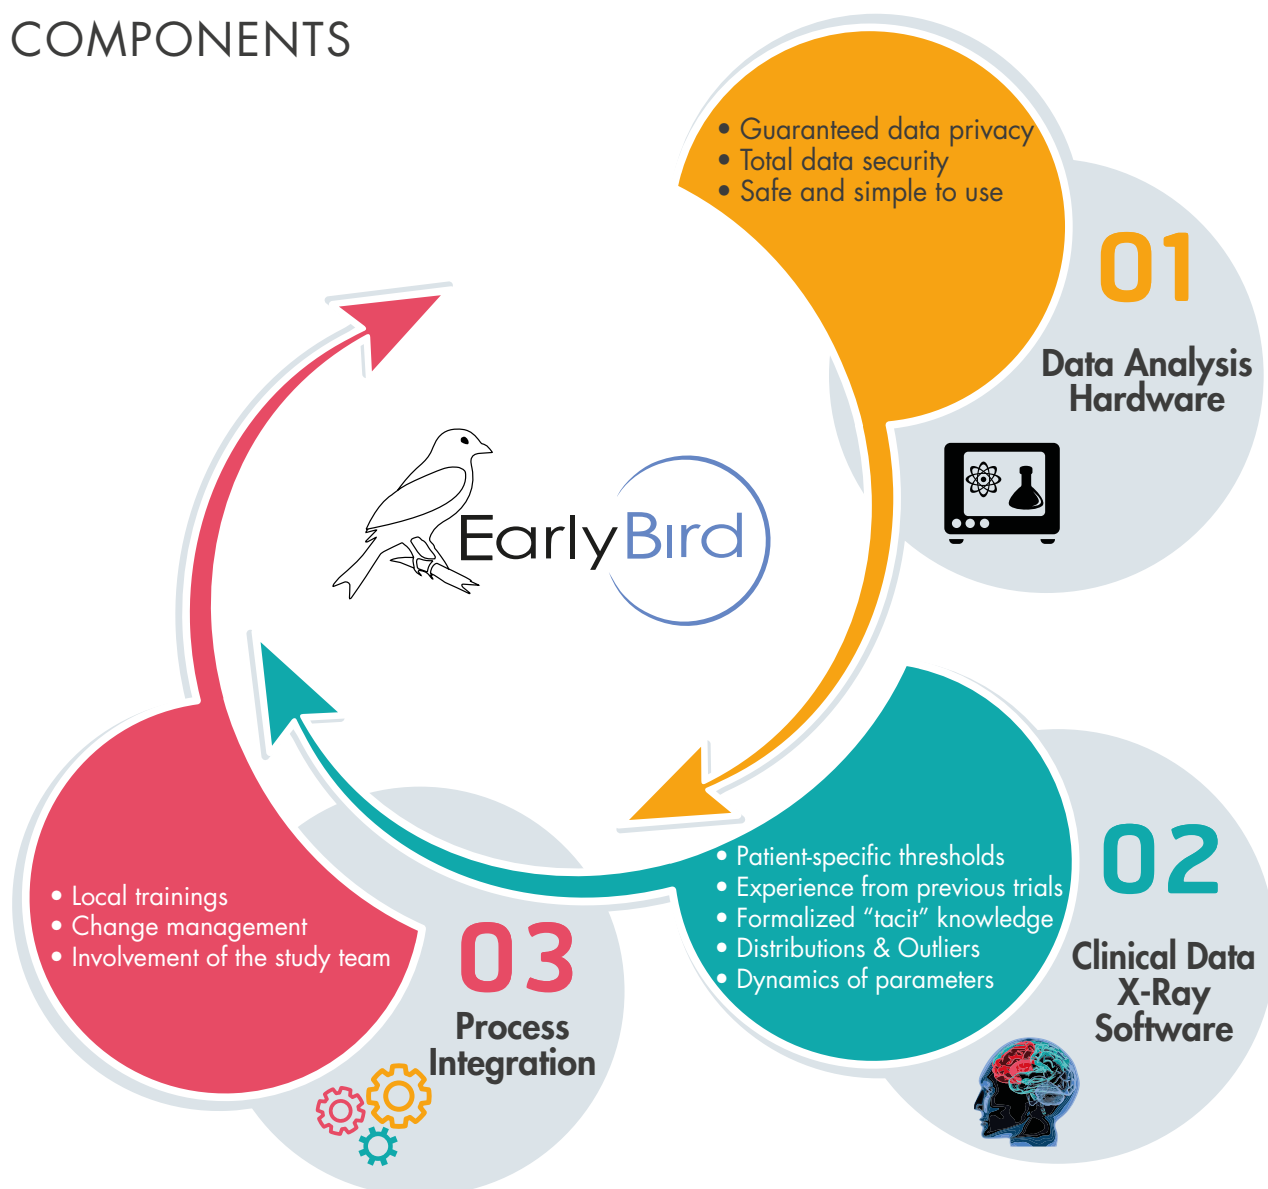 COMPONENTS
• Guaranteed data privacy
• Total data security
• Safe and simple to use
01
Data Analysis
Hardware
EarlyBird
• Patient-specific thresholds
• Experience from previous trials
• Formalized “tacit” knowledge
• Distributions & Outliers
• Dynamics of parameters
02
Clinical Data
X-Ray
Software
• Local trainings
• Change management
• Involvement of the study team
03
Process
Integration